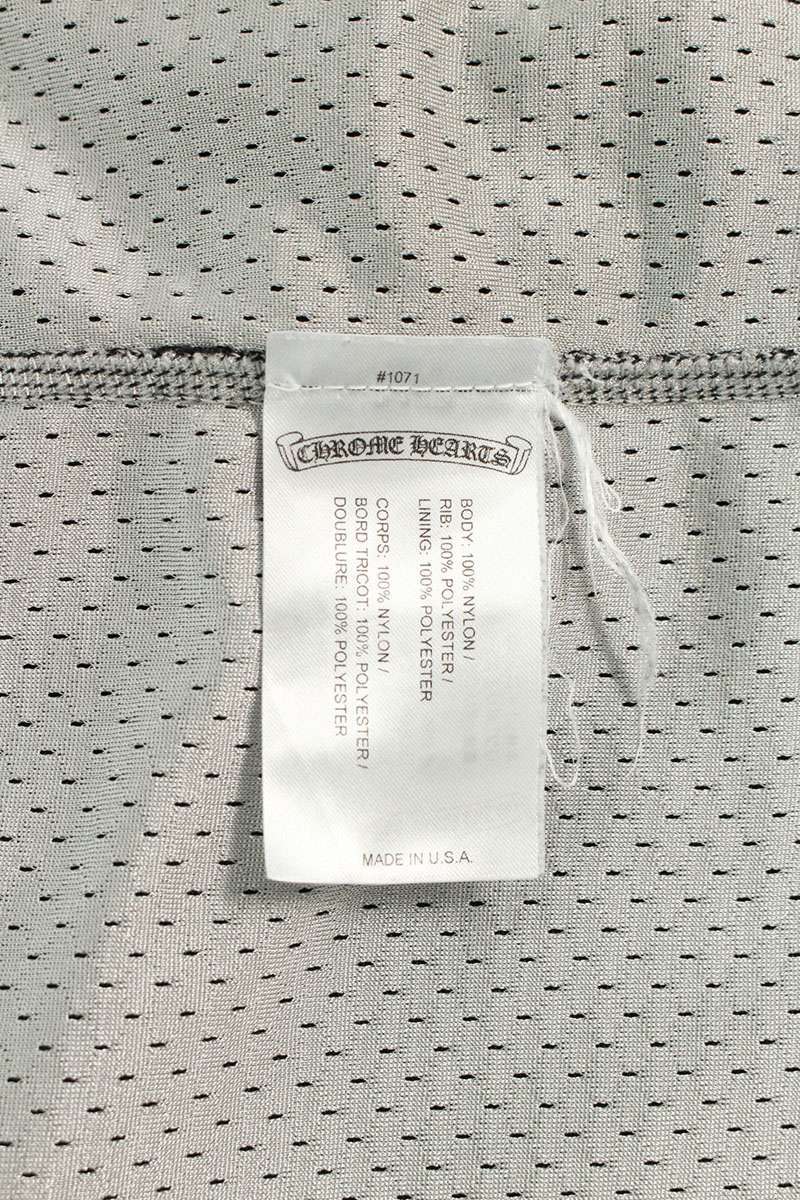 #1071
CHROME HEARTS
BODY: 100% NYLON /
RIB: 100% POLYESTER /
LINING: 100% POLYESTER
CORPS: 100% NYLON /
BORD TRICOT: 100% POLYESTER /
DOUBLURE: 100% POLYESTER
MADE IN U.S.A.